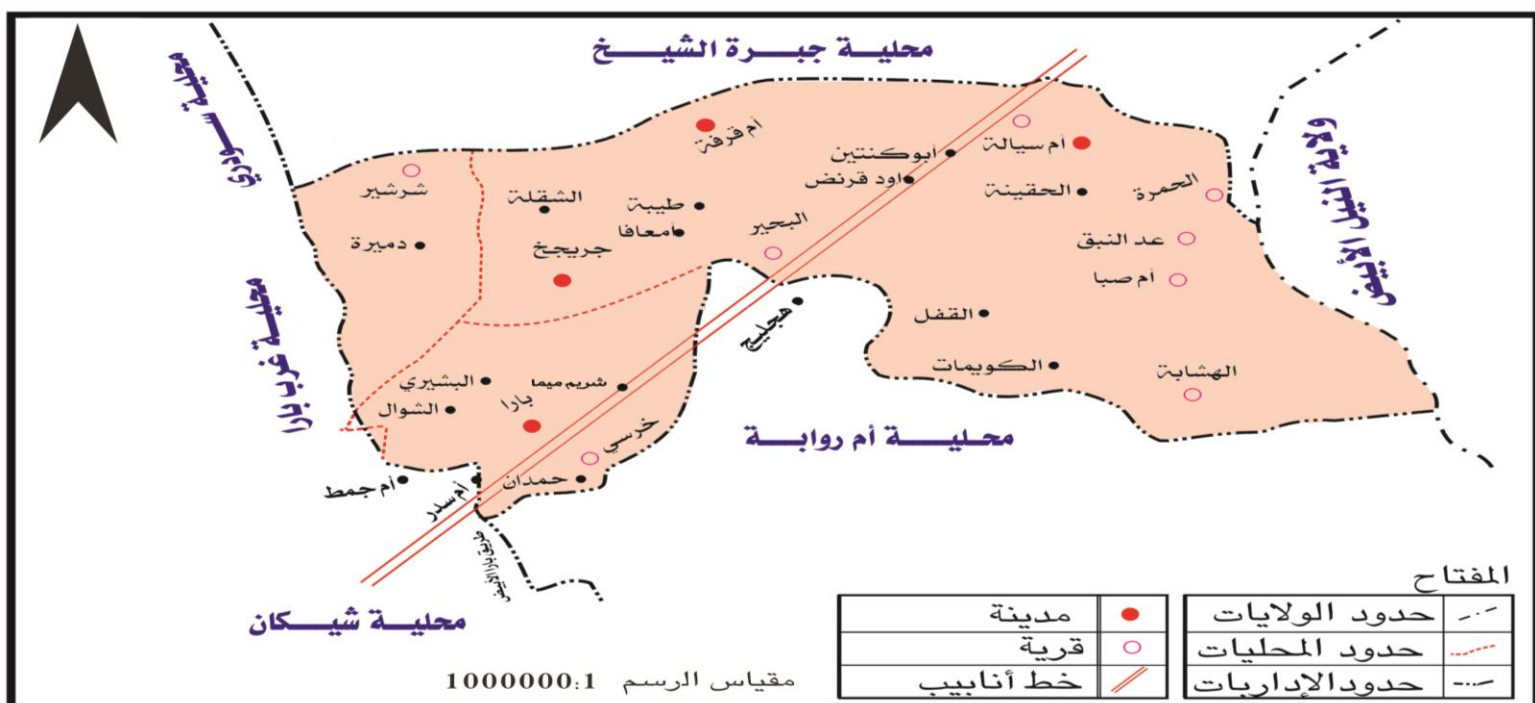 محلية جبرة الشيخ
محلية سودري
ولاية النيل الأبيض
محلية غرب بارا
محلية أم روابة
محلية شيكان
أم قرفة
أم سيالة
أبوكنتين
اود قرنض
الحقينة
الحمرة
عد النبق
أم صبا
شرشير
الشقلة
طيبة
أمعافا
البحير
دميرة
جريجخ
هجليج
القفل
الكويمات
الهشابة
البشيري
شريم ميما
الشوال
بارا
خرسي
حمدان
أم جمط
أم سدر
طريق بارا الأبيض
المفتاح
حدود الولايات
حدود المحليات
حدود الإداريات
مدينة
قرية
خط أنابيب
مقياس الرسم 1:1000000